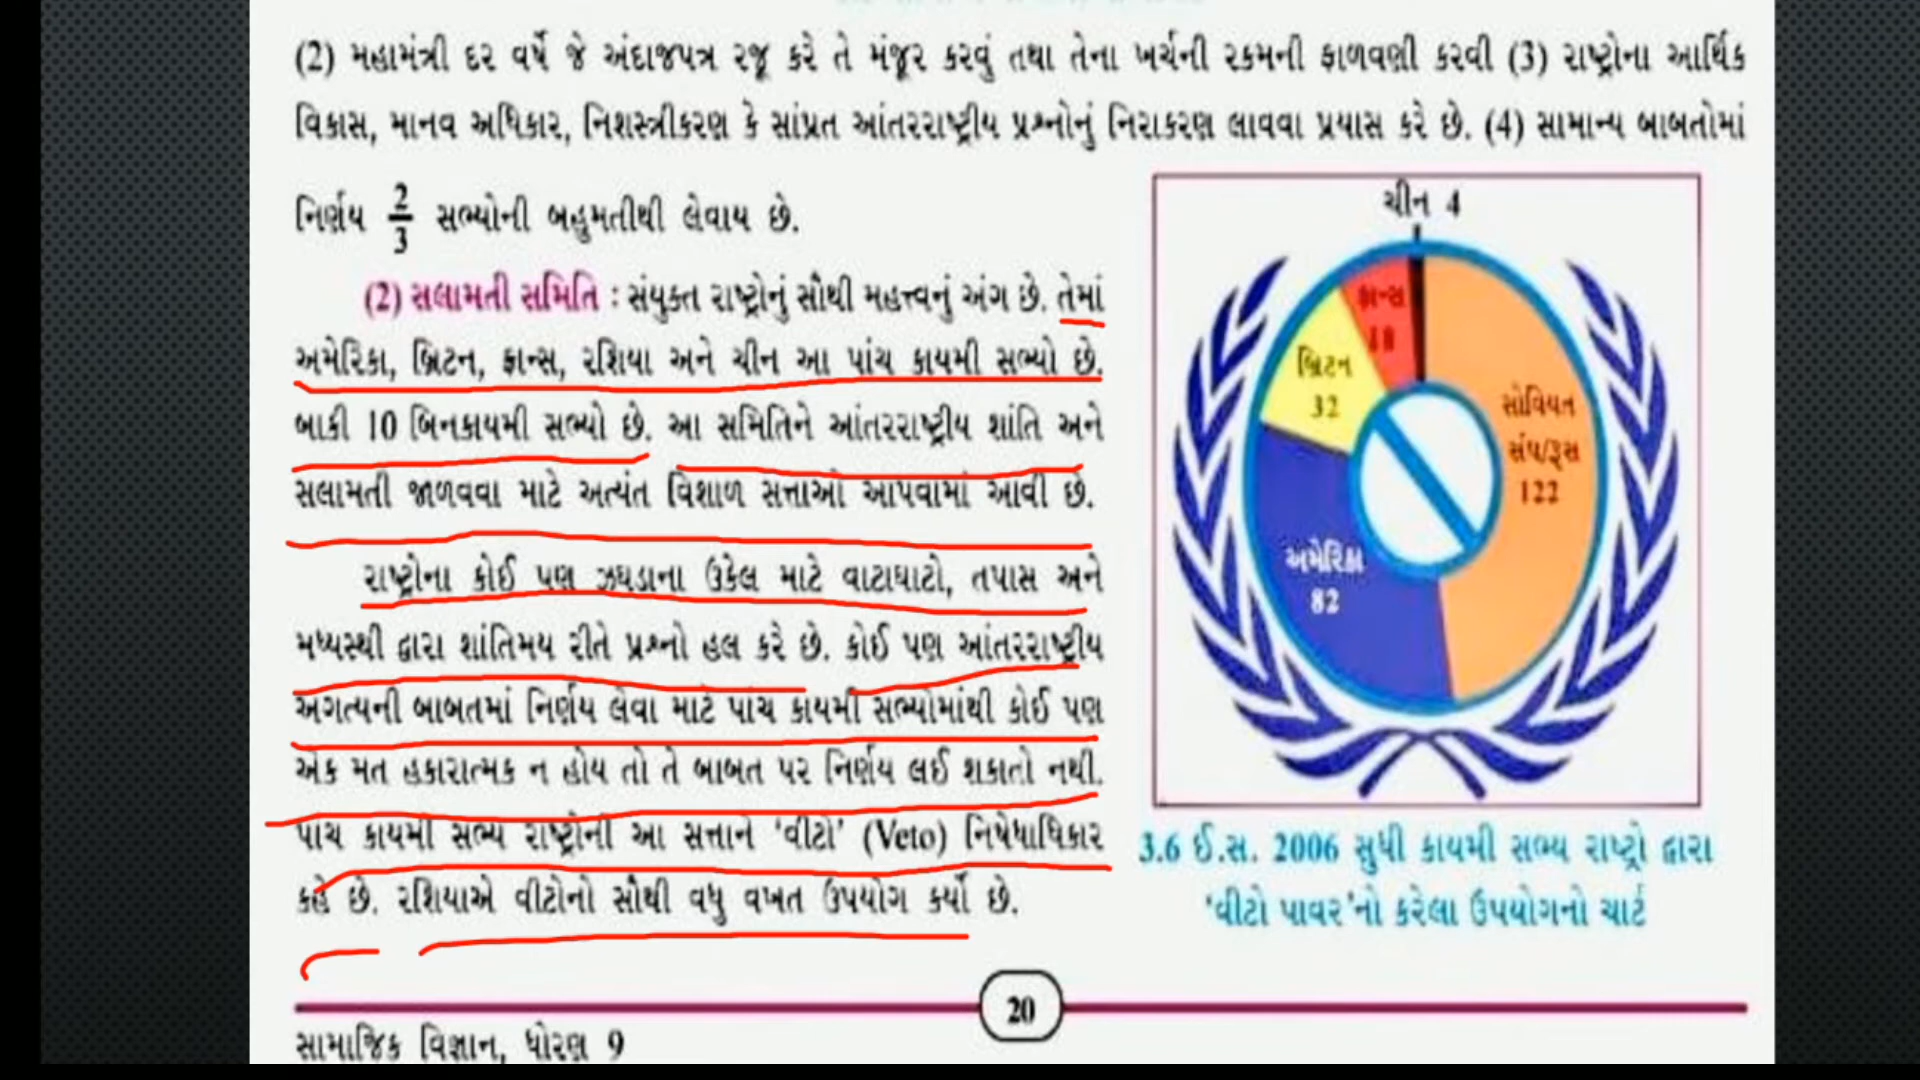 (2) મહામંત્રી દર વર્ષે જે અંદાજપત્ર રજૂ કરે તે મંજૂર કરવું તથા તેના ખર્ચની રકમની ફાળવણી કરવી (3) રાષ્ટ્રોના આર્થિક
વિકાસ, માનવ અધિકાર, નિશસ્ત્રીકરણ કે સાંપ્રત આંતરરાષ્ટ્રીય પ્રશ્નોનું નિરાકરણ લાવવા પ્રયાસ કરે છે. (4) સામાન્ય બાબતોમાં
નિર્ણય 2/3 સભ્યોની બહુમતીથી લેવાય છે.
(2) સલામતી સમિતિ : સંયુક્ત રાષ્ટ્રોનું સૌથી મહત્ત્વનું અંગ છે. તેમાં
અમેરિકા, બ્રિટન, ફ્રાન્સ, રશિયા અને ચીન આ પાંચ કાયમી સભ્યો છે.
બાકી 10 બિનકાયમી સભ્યો છે. આ સમિતિને આંતરરાષ્ટ્રીય શાંતિ અને
સલામતી જાળવવા માટે અત્યંત વિશાળ સત્તાઓ આપવામાં આવી છે.
રાષ્ટ્રોના કોઈ પણ ઝઘડાના ઉકેલ માટે વાટાઘાટો, તપાસ અને
મધ્યસ્થી દ્વારા શાંતિમય રીતે પ્રશ્નો હલ કરે છે. કોઈ પણ આંતરરાષ્ટ્રીય
અગત્યની બાબતમાં નિર્ણય લેવા માટે પાંચ કાયમી સભ્યોમાંથી કોઈ પણ
એક મત હકારાત્મક ન હોય તો તે બાબત પર નિર્ણય લઈ શકાતો નથી.
પાંચ કાયમી સભ્ય રાષ્ટ્રોની આ સત્તાને ‘વીટો’ (Veto) નિષેધાધિકાર
કહે છે. રશિયાએ વીટોનો સૌથી વધુ વખત ઉપયોગ કર્યો છે.
ચીન 4
ફ્રાન્સ
18
બ્રિટન
32
સોવિયત
સંઘ/રૂસ
122
અમેરિકા
82
3.6 ઈ.સ. 2006 સુધી કાયમી સભ્ય રાષ્ટ્રો દ્વારા
‘વીટો પાવર’નો કરેલા ઉપયોગનો ચાર્ટ
20
સામાજિક વિજ્ઞાન, ધોરણ 9